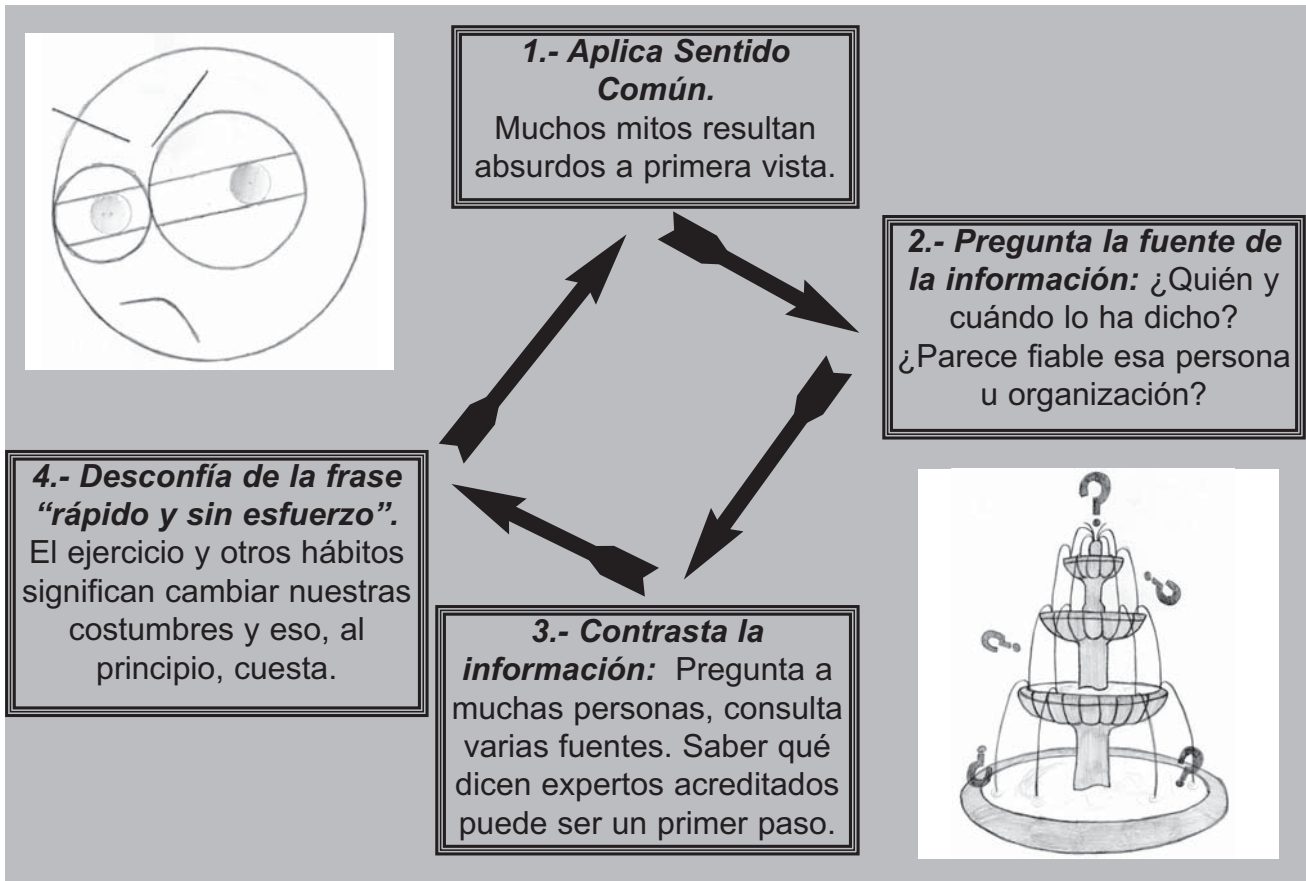 1.- Aplica Sentido
Común.
Muchos mitos resultan
absurdos a primera vista.
2.- Pregunta la fuente de
la información: ¿Quién y
cuándo lo ha dicho?
¿Parece fiable esa persona
u organización?
3.- Contrasta la
información: Pregunta a
muchas personas, consulta
varias fuentes. Saber qué
dicen expertos acreditados
puede ser un primer paso.
4.- Desconfía de la frase
“rápido y sin esfuerzo”.
El ejercicio y otros hábitos
significan cambiar nuestras
costumbres y eso, al
principio, cuesta.
?
?
?
?
?